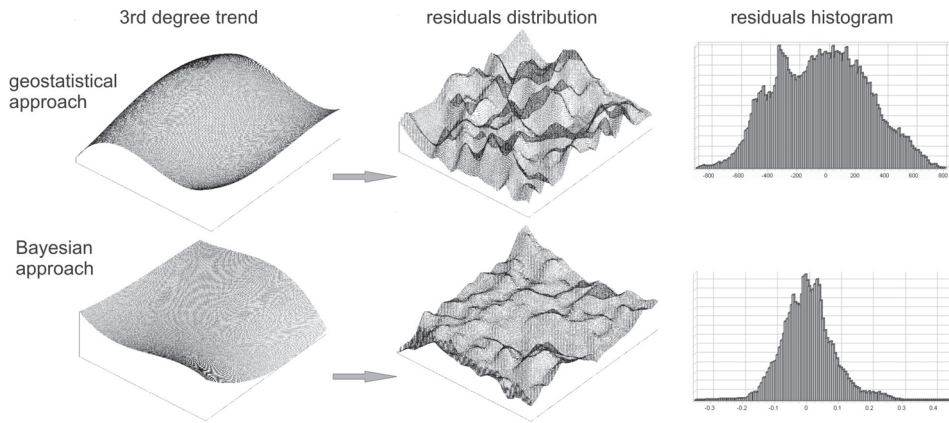 3rd degree trend
residuals distribution
residuals histogram
geostatistical
approach
-800 -600 -400 -200 0 200 400 600 800
Bayesian
approach
-0.3 -0.2 -0.1 0 0.1 0.2 0.3 0.4